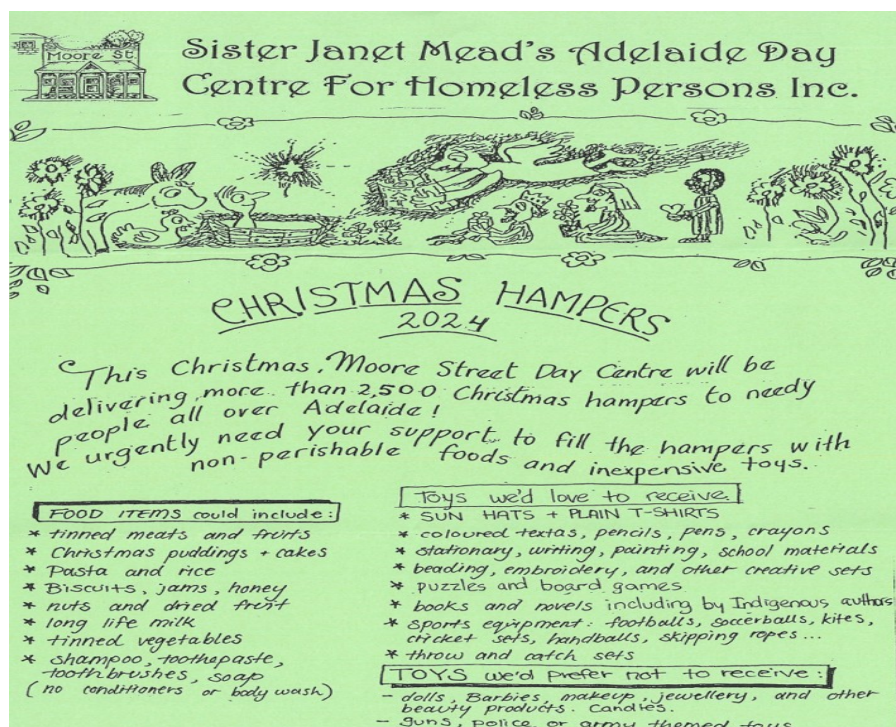 Moore St
Sister Janet Mead's Adelaide Day
Centre For Homeless Persons Inc.
CHRISTMAS HAMPERS
2024
This Christmas, Moore Street Day Centre will be
delivering more than 2,500 Christmas hampers to needy
people all over Adelaide!
We urgently need your support to fill the hampers with
non-perishable foods and inexpensive toys.
FOOD ITEMS could include:
* tinned meats and fruits
* Christmas puddings + cakes
* Pasta and rice
* Biscuits, jams, honey
* nuts and dried fruit
* long life milk
* tinned vegetables
* shampoo, toothpaste,
toothbrushes, soap
(no conditioners or body wash)
Toys we'd love to receive:
* SUN HATS + PLAIN T-SHIRTS
* coloured textas, pencils, pens, crayons
* stationary, writing, painting, school materials
* beading, embroidery, and other creative sets
* puzzles and board games
* books and novels including by Indigenous authors
* sports equipment: footballs, soccerballs, kites,
cricket sets, handballs, skipping ropes...
* throw and catch sets
TOYS we'd prefer not to receive:
- dolls, Barbies, makeup, jewellery, and other
beauty products. Candies.
- guns, police or army themed toys